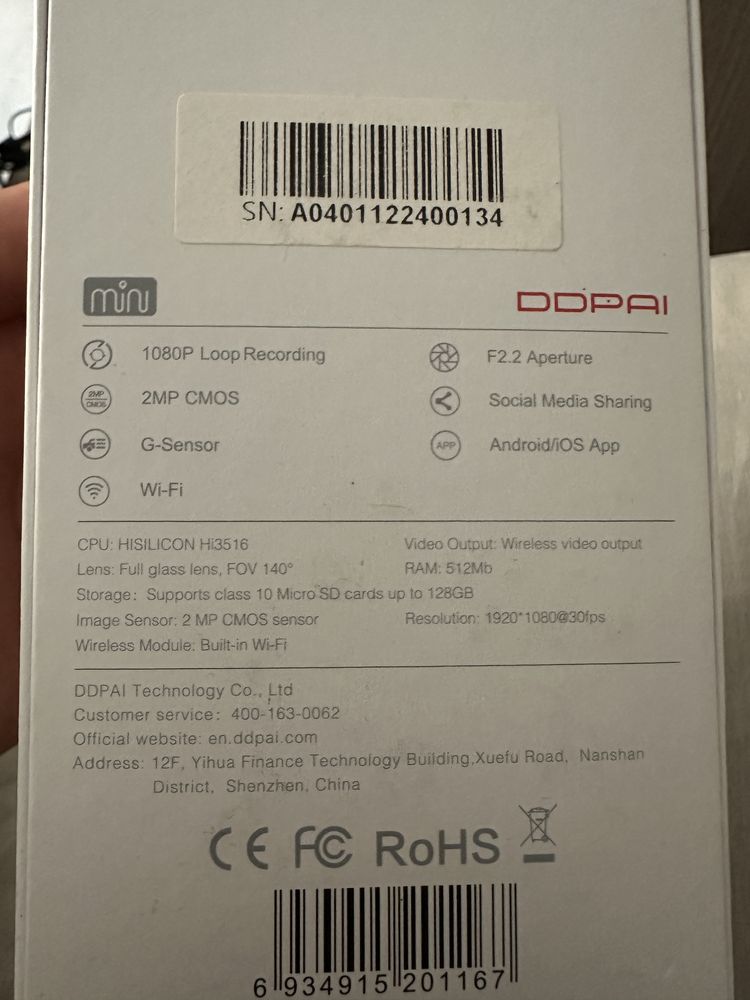 SN: A0401122400134
mini
DDPAI
1080P Loop Recording
F2.2 Aperture
2MP CMOS
2MP CMOS
Social Media Sharing
G-Sensor
APP
Android/iOS App
Wi-Fi
CPU: HISILICON Hi3516
Video Output: Wireless video output
Lens: Full glass lens, FOV 140°
RAM: 512Mb
Storage: Supports class 10 Micro SD cards up to 128GB
Image Sensor: 2 MP CMOS sensor
Resolution: 1920*1080@30fps
Wireless Module: Built-in Wi-Fi
DDPAI Technology Co., Ltd
Customer service: 400-163-0062
Official website: en.ddpai.com
Address: 12F, Yihua Finance Technology Building,Xuefu Road, Nanshan
District, Shenzhen, China
CE FC RoHS
6 934915 201167